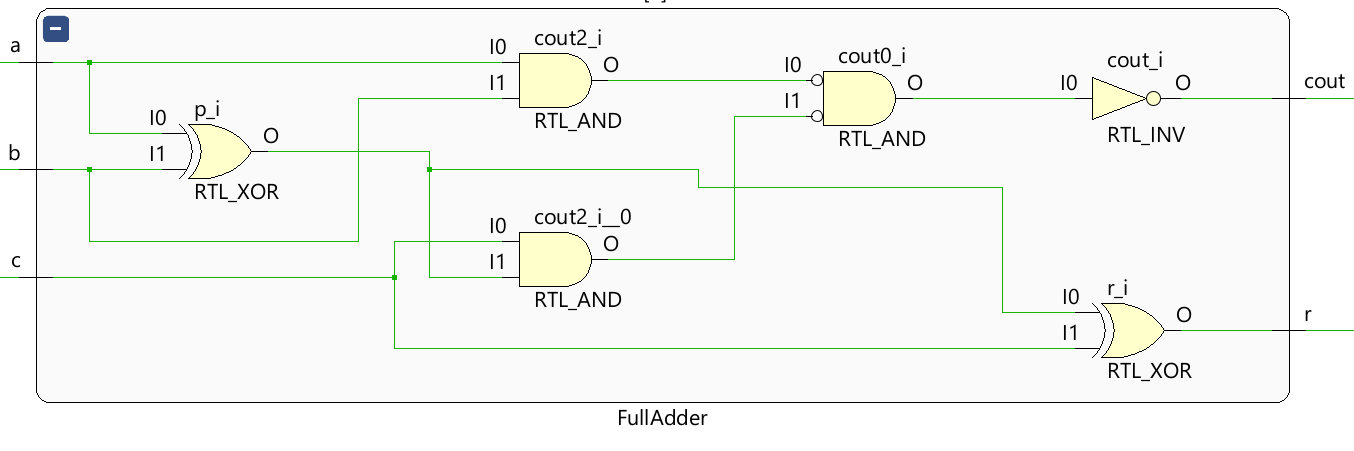 a
I0
cout2_i
O
I1
RTL_AND
I0
cout0_i
O
I1
RTL_AND
I0
cout_i
O
RTL_INV
cout
b
I0
p_i
O
I1
RTL_XOR
c
I0
cout2_i__0
O
I1
RTL_AND
I0
r_i
O
I1
RTL_XOR
r
FullAdder